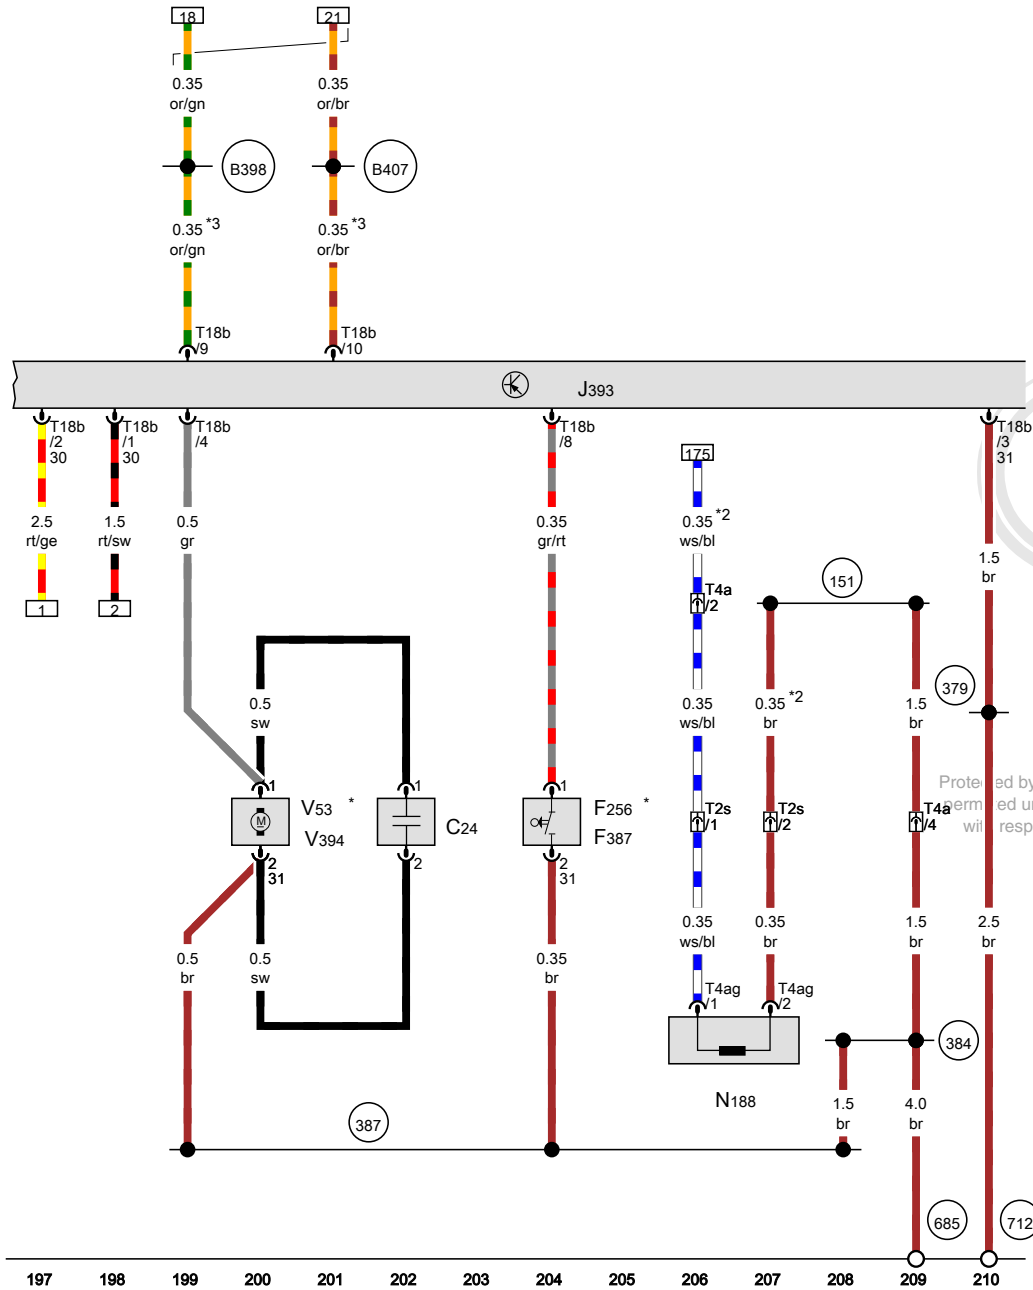 18
21
0.35
or/gn
0.35
or/br
B398
B407
0.35 *3
or/gn
0.35 *3
or/br
T18b
/9
T18b
/10
J393
T18b
/2
30
T18b
/1
30
T18b
/4
T18b
/8
T18b
/3
31
175
2.5
rt/ge
1.5
rt/sw
0.5
gr
0.35
gr/rt
0.35 *2
ws/bl
1.5
br
1
2
T4a
/2
151
379
0.5
sw
0.35
ws/bl
0.35 *2
br
1.5
br
1
1
1
V53 *
V394
C24
F256 *
F387
T2s
/1
T2s
/2
T4a
/4
2
31
2
2
31
0.5
br
0.5
sw
0.35
br
0.35
ws/bl
0.35
br
1.5
br
2.5
br
T4ag
/1
T4ag
/2
N188
384
387
1.5
br
4.0
br
685
712
197 198 199 200 201 202 203 204 205 206 207 208 209 210